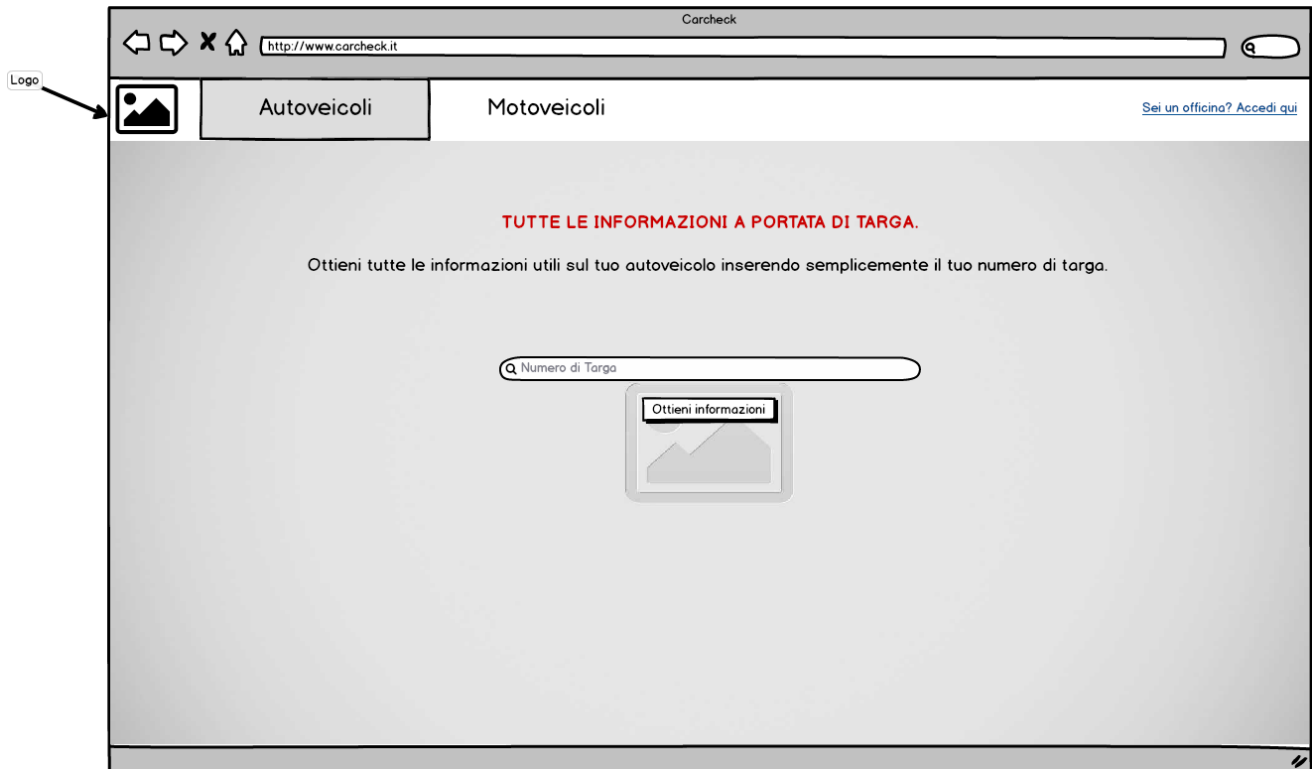 Carcheck
http://www.carcheck.it
Logo
Autoveicoli
Motoveicoli
Sei un officina? Accedi qui
TUTTE LE INFORMAZIONI A PORTATA DI TARGA.
Ottieni tutte le informazioni utili sul tuo autoveicolo inserendo semplicemente il tuo numero di targa.
Numero di Targa
Ottieni informazioni